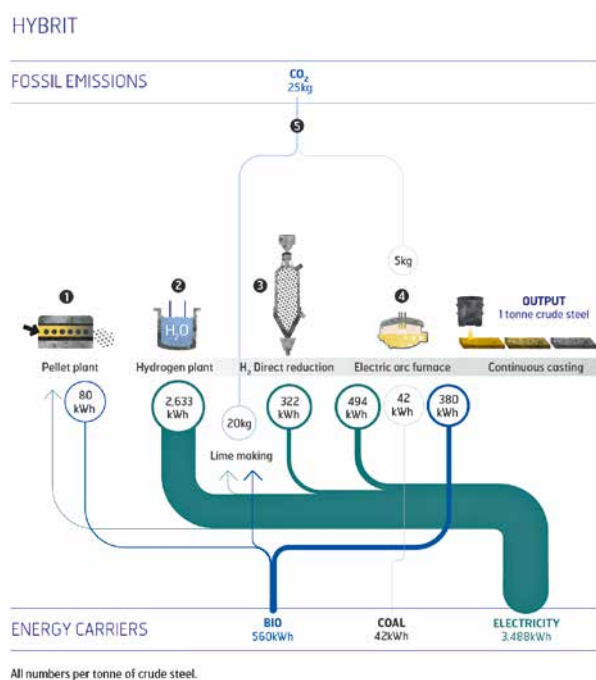 HYBRIT
FOSSIL EMISSIONS
CO₂
25kg
5
5kg
1
2
3
4
H₂O
OUTPUT
1 tonne crude steel
Pellet plant
Hydrogen plant
H₂ Direct reduction
Electric arc furnace
Continuous casting
80
kWh
2,633
kWh
20kg
322
kWh
494
kWh
42
kWh
380
kWh
Lime making
ENERGY CARRIERS
BIO
560kWh
COAL
42kWh
ELECTRICITY
3,488kWh
All numbers per tonne of crude steel.